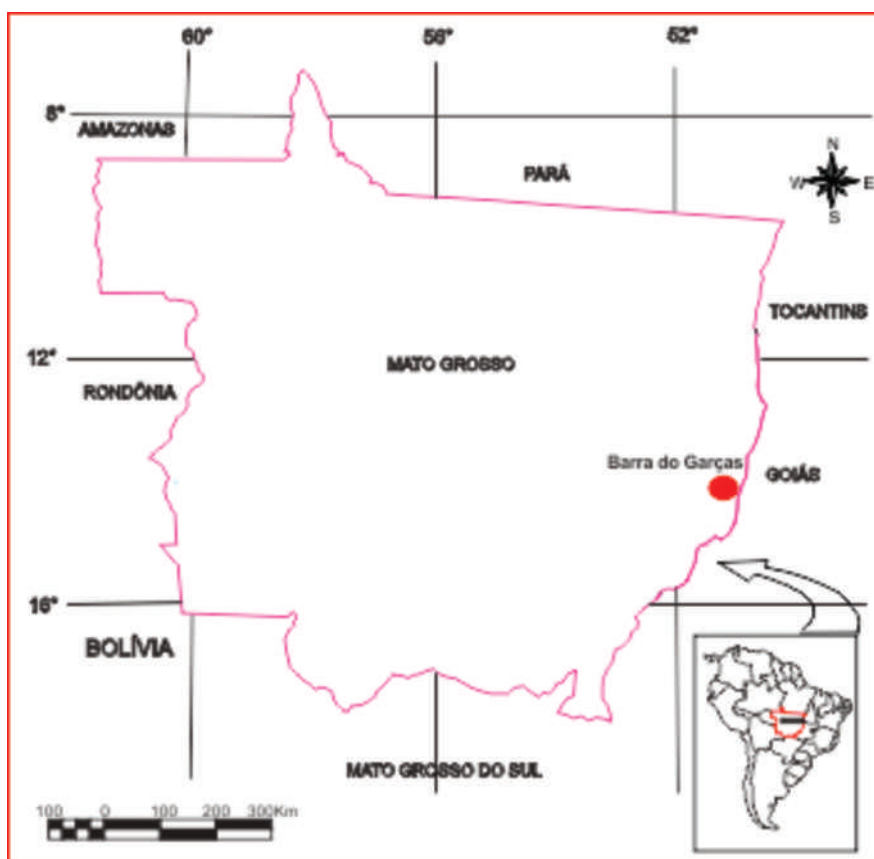 60° 56° 52°
8°
AMAZONAS
PARÁ
N
W E
S
TOCANTINS
12°
MATO GROSSO
RONDÔNIA
Barra do Garças
GOIÁS
16°
BOLÍVIA
MATO GROSSO DO SUL
100 0 100 200 300Km